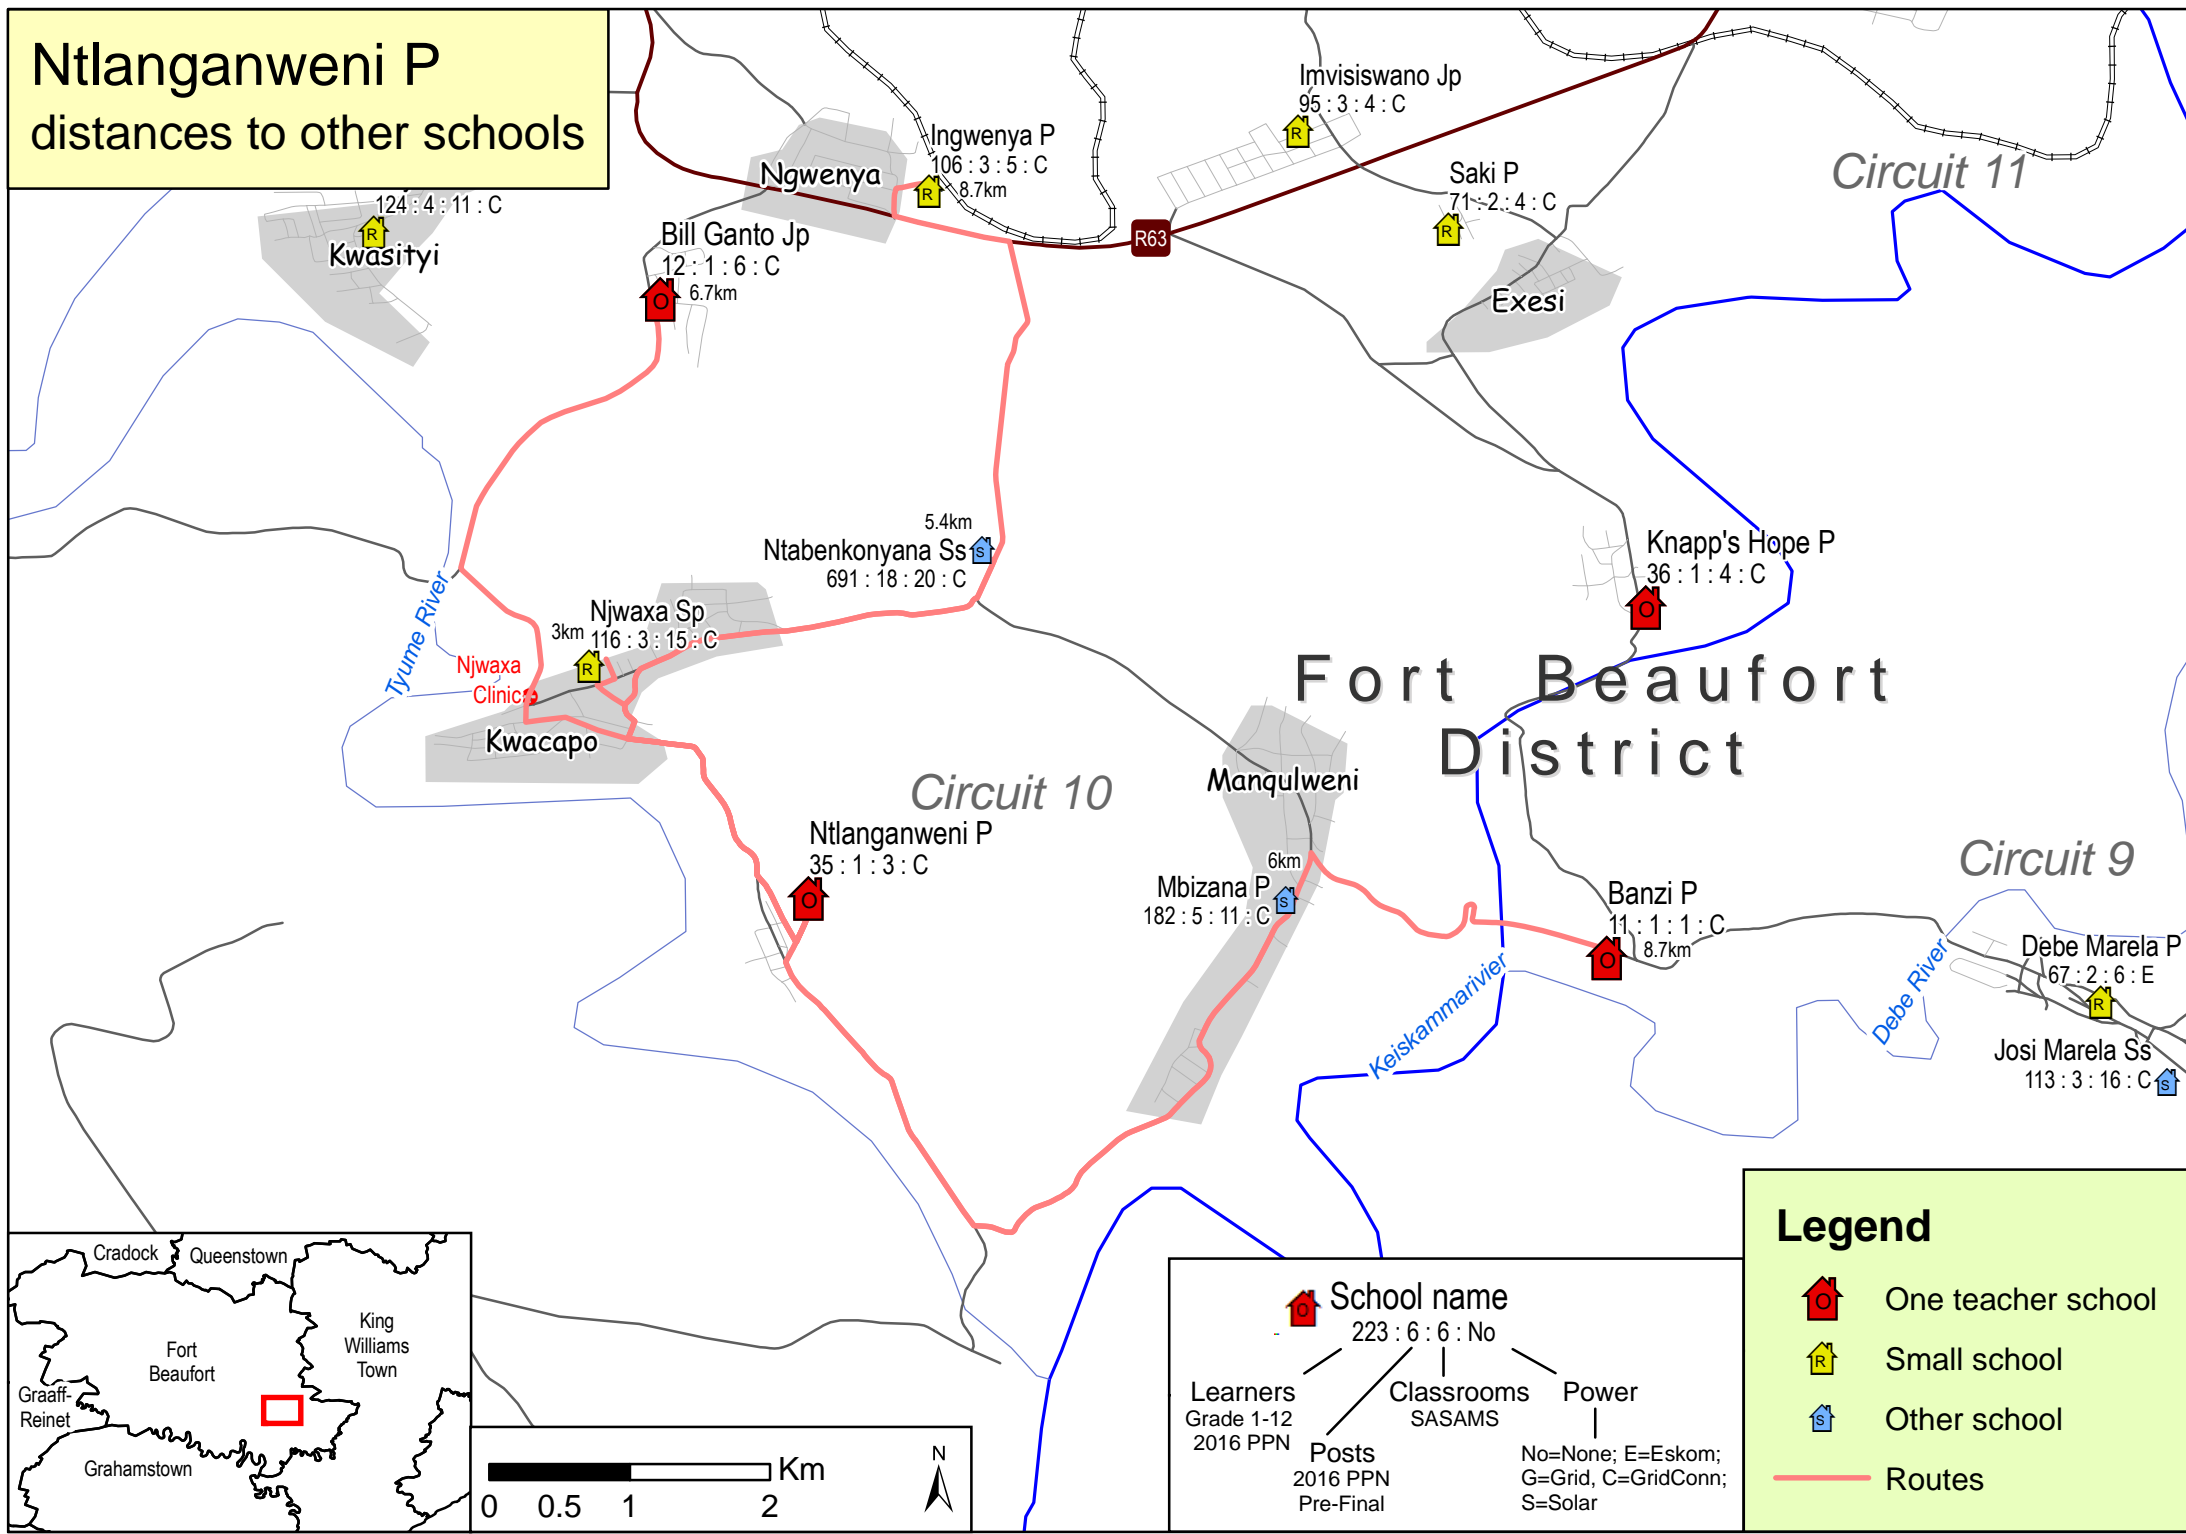 Ntlanganweni P
distances to other schools
124 : 4 : 11 : C
R
Kwasityi
Ngwenya
Ingwenya P
106 : 3 : 5 : C
R
8.7km
Bill Ganto Jp
12 : 1 : 6 : C
O
6.7km
Imvisiswano Jp
95 : 3 : 4 : C
R
R63
Saki P
71 : 2 : 4 : C
R
Exesi
Circuit 11
5.4km
Ntabenkonyana Ss
S
691 : 18 : 20 : C
Knapp's Hope P
36 : 1 : 4 : C
O
Tyume River
Njwaxa Sp
3km
116 : 3 : 15 : C
R
Njwaxa
Clinic
Kwacapo
Fort Beaufort
District
Circuit 10
Manqulweni
Ntlanganweni P
35 : 1 : 3 : C
O
6km
Mbizana P
S
182 : 5 : 11 : C
Circuit 9
Banzi P
11 : 1 : 1 : C
O
8.7km
Keiskammarivier
Debe River
Debe Marela P
67 : 2 : 6 : E
R
Josi Marela Ss
113 : 3 : 16 : C
S
Cradock
Queenstown
King
Williams
Town
Fort
Beaufort
Graaff-
Reinet
Grahamstown
Km
0 0.5 1 2
N
O
School name
223 : 6 : 6 : No
Learners
Grade 1-12
2016 PPN
Posts
2016 PPN
Pre-Final
Classrooms
SASAMS
Power
No=None; E=Eskom;
G=Grid, C=GridConn;
S=Solar
Legend
O One teacher school
R Small school
S Other school
Routes